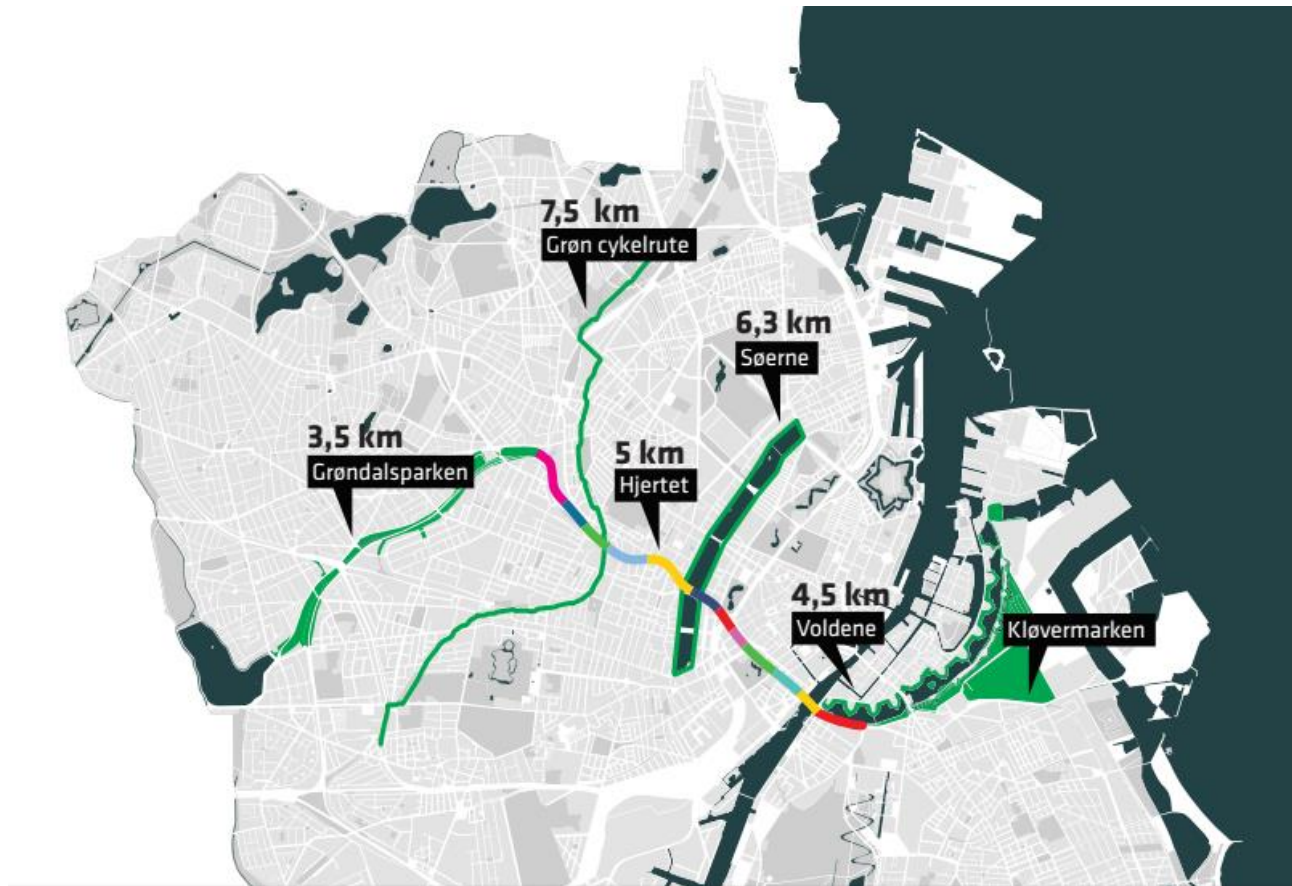 7,5 km
Grøn cykelrute
6,3 km
Søerne
3,5 km
Grøndalsparken
5 km
Hjertet
4,5 km
Voldene
Kløvermarken